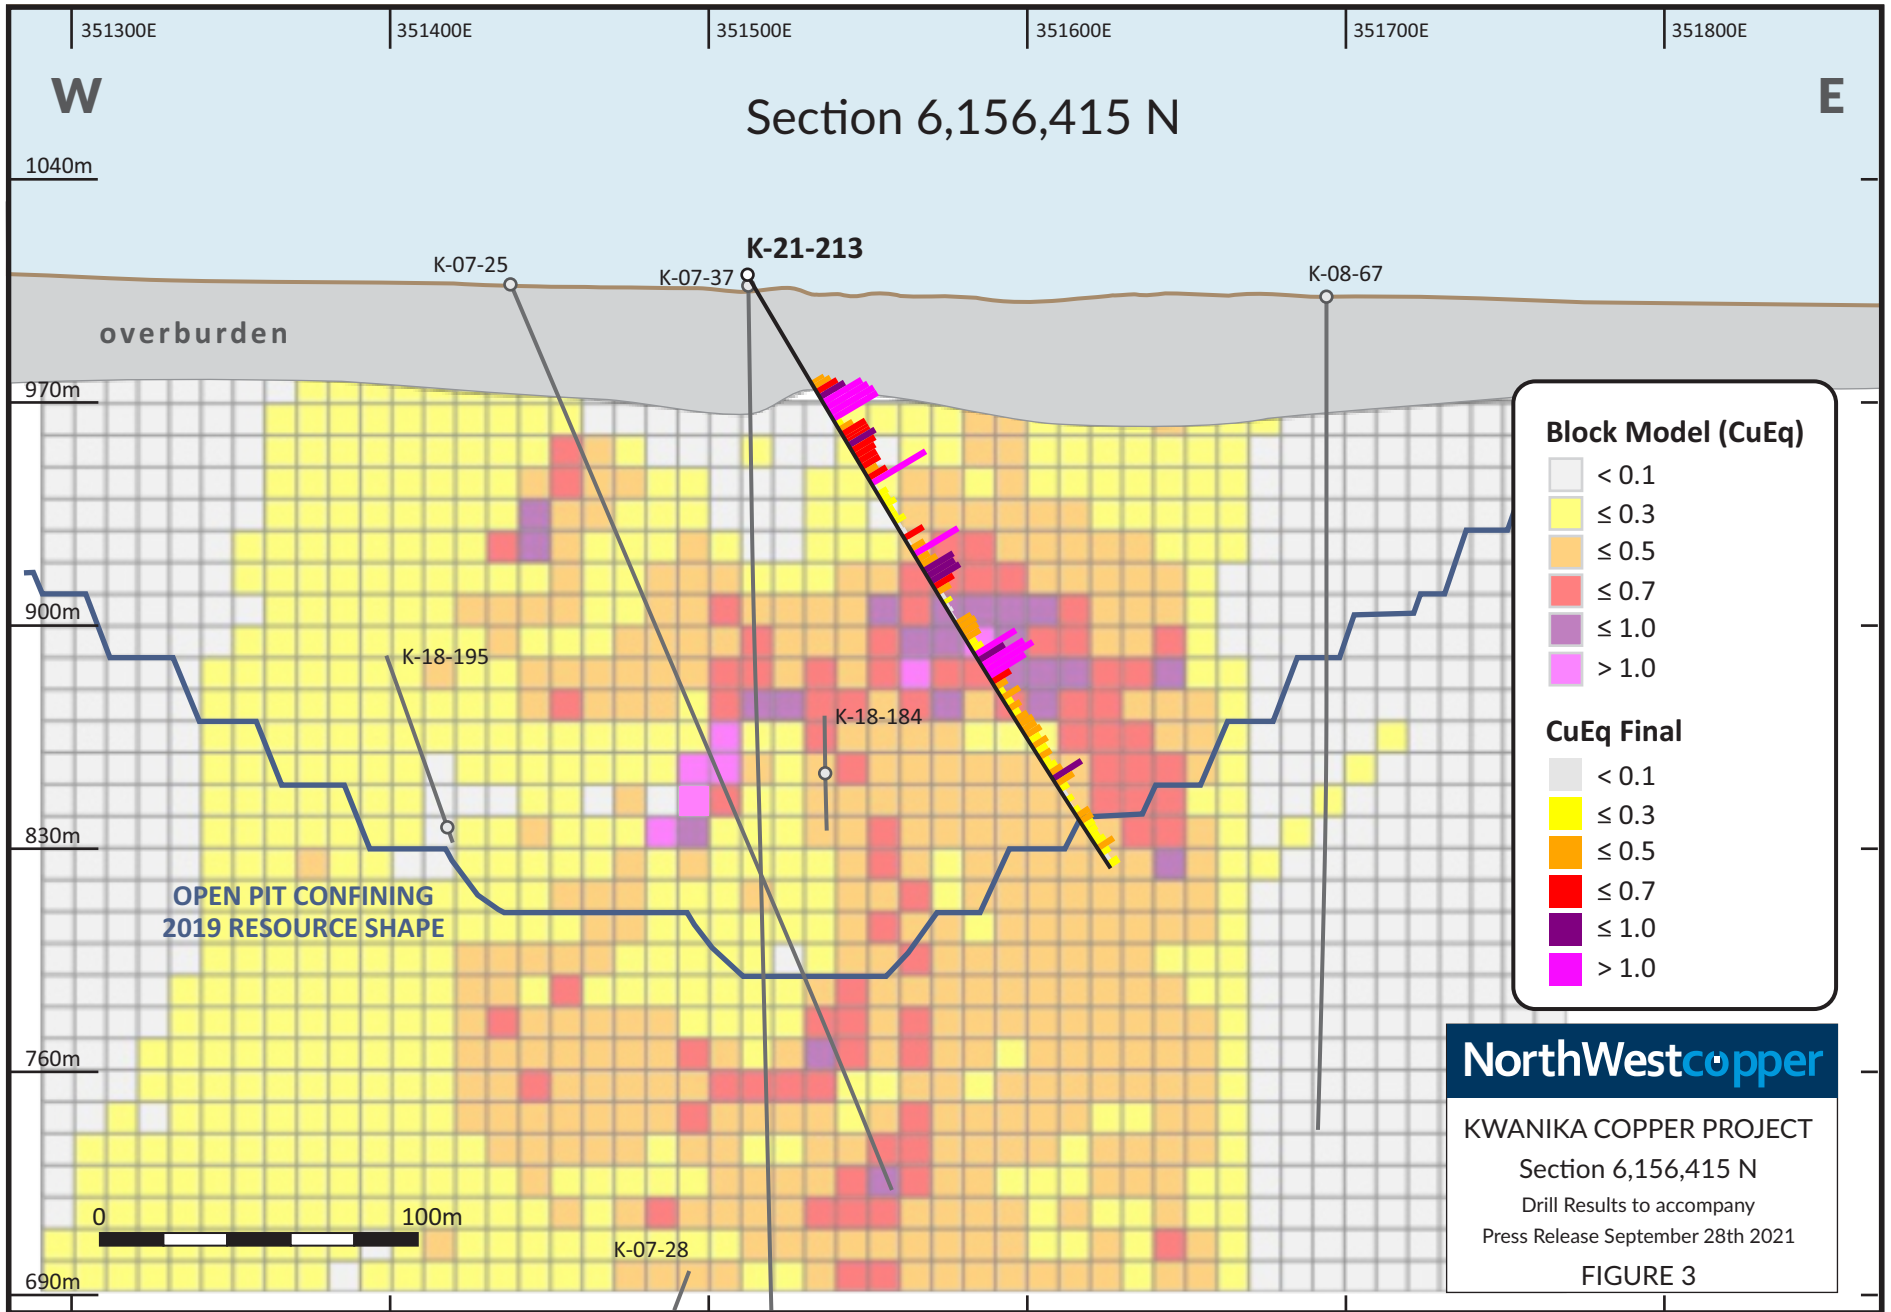 351300E
351400E
351500E
351600E
351700E
351800E
W
E
Section 6,156,415 N
1040m
K-21-213
K-07-25
K-07-37
K-08-67
overburden
970m
900m
K-18-195
K-18-184
830m
OPEN PIT CONFINING
2019 RESOURCE SHAPE
760m
0
100m
K-07-28
690m
Block Model (CuEq)
< 0.1
≤ 0.3
≤ 0.5
≤ 0.7
≤ 1.0
> 1.0
CuEq Final
< 0.1
≤ 0.3
≤ 0.5
≤ 0.7
≤ 1.0
> 1.0
NorthWestcopper
KWANIKA COPPER PROJECT
Section 6,156,415 N
Drill Results to accompany
Press Release September 28th 2021
FIGURE 3